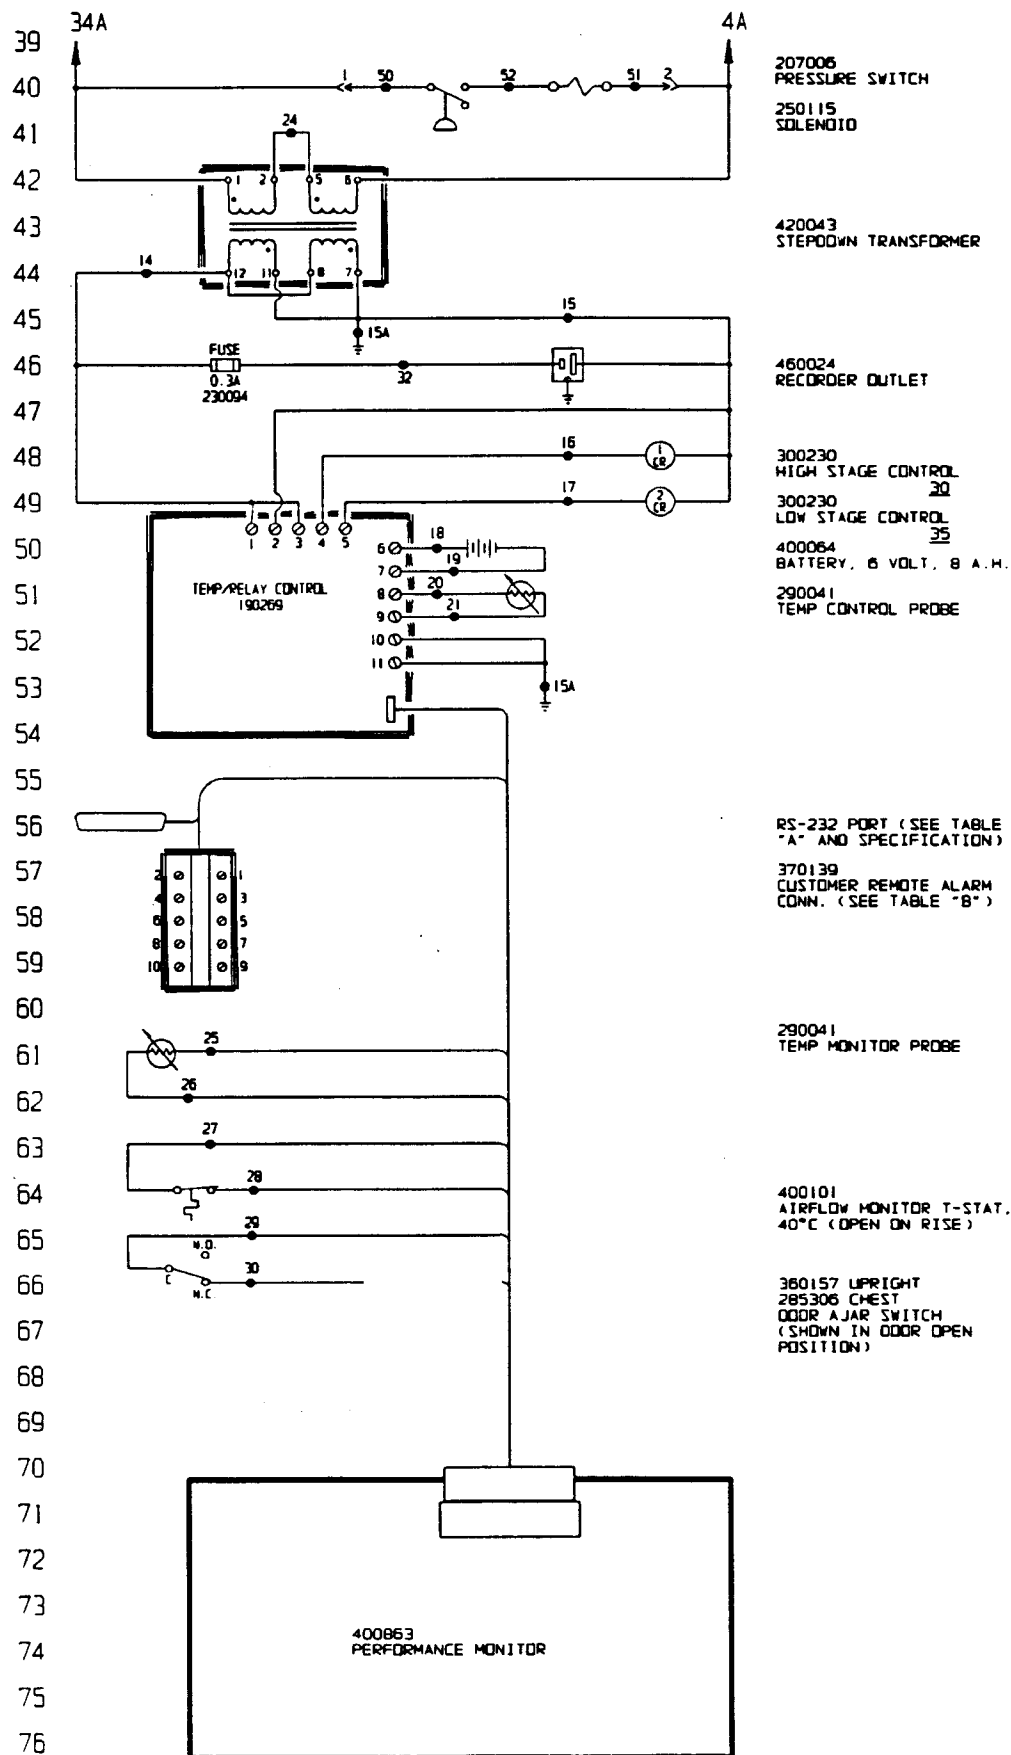 34A 4A
39
40 1 50 52 51 2
207006
PRESSURE SWITCH
250115
SOLENOID
41 24
42 1 2 5 6
43
420043
STEPDOWN TRANSFORMER
44 14 12 11 8 7
45 15 15A
46 FUSE
0.3A
230094
32
460024
RECORDER OUTLET
47
48 16 1
CR
300230
HIGH STAGE CONTROL
30
49 17 2
CR
300230
LOW STAGE CONTROL
35
1 2 3 4 5
50 6 18
400064
BATTERY, 6 VOLT, 8 A.H.
7 19
TEMP/RELAY CONTROL
190269
51 8 20
290041
TEMP CONTROL PROBE
9 21
52 10
11
53 15A
54
55
56
RS-232 PORT (SEE TABLE
"A" AND SPECIFICATION)
57 2 1
370139
CUSTOMER REMOTE ALARM
CONN. (SEE TABLE "B")
4 3
58 6 5
8 7
59 10 9
60
61 25
290041
TEMP MONITOR PROBE
62 26
63 27
64 28
400101
AIRFLOW MONITOR T-STAT,
40°C (OPEN ON RISE)
65 29
N.O.
66 C 30
N.C.
360157 UPRIGHT
285306 CHEST
DOOR AJAR SWITCH
(SHOWN IN DOOR OPEN
POSITION)
67
68
69
70
71
72
73
74
400863
PERFORMANCE MONITOR
75
76